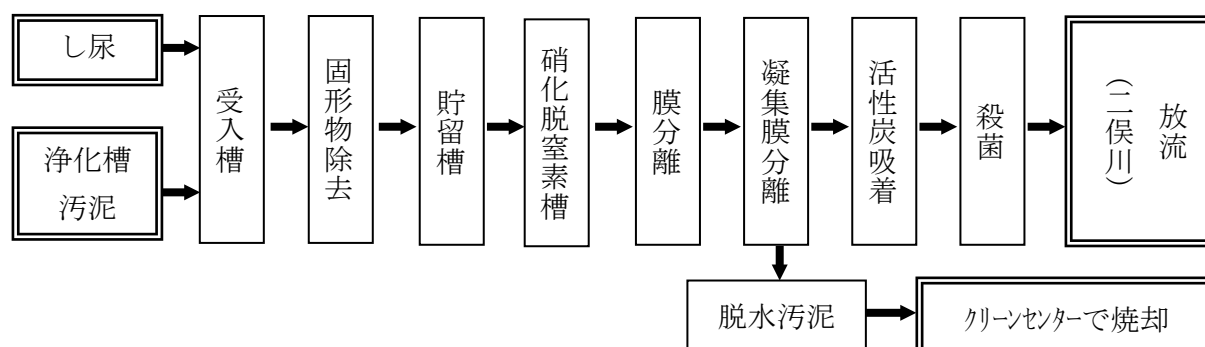 し尿
浄化槽
汚泥
受入槽
固形物除去
貯留槽
硝化脱窒素槽
膜分離
凝集膜分離
活性炭吸着
殺菌
放流
（二俣川）
脱水汚泥
ｸﾘｰﾝｾﾝﾀｰで焼却